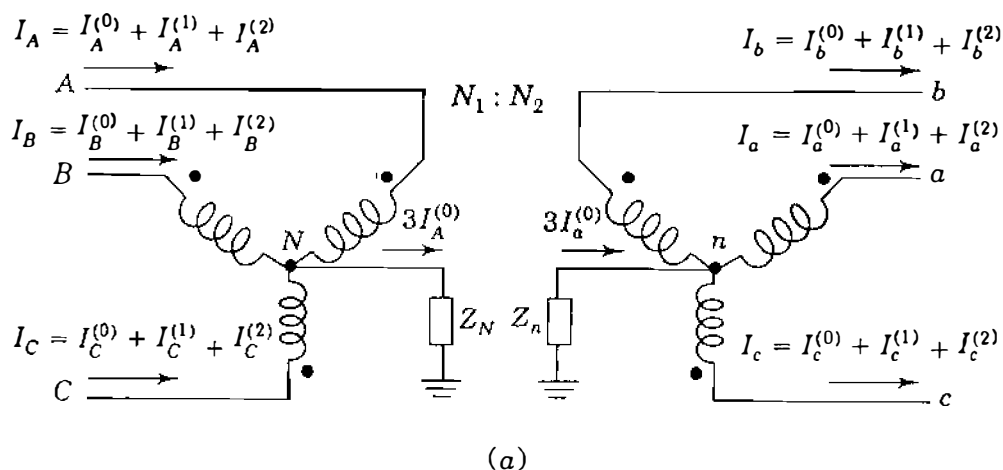 I_A = I_A^{(0)} + I_A^{(1)} + I_A^{(2)}
I_b = I_b^{(0)} + I_b^{(1)} + I_b^{(2)}
A
N_1 : N_2
b
I_B = I_B^{(0)} + I_B^{(1)} + I_B^{(2)}
I_a = I_a^{(0)} + I_a^{(1)} + I_a^{(2)}
B
a
N
3I_A^{(0)}
3I_a^{(0)}
n
Z_N
Z_n
I_C = I_C^{(0)} + I_C^{(1)} + I_C^{(2)}
I_c = I_c^{(0)} + I_c^{(1)} + I_c^{(2)}
C
c
(a)